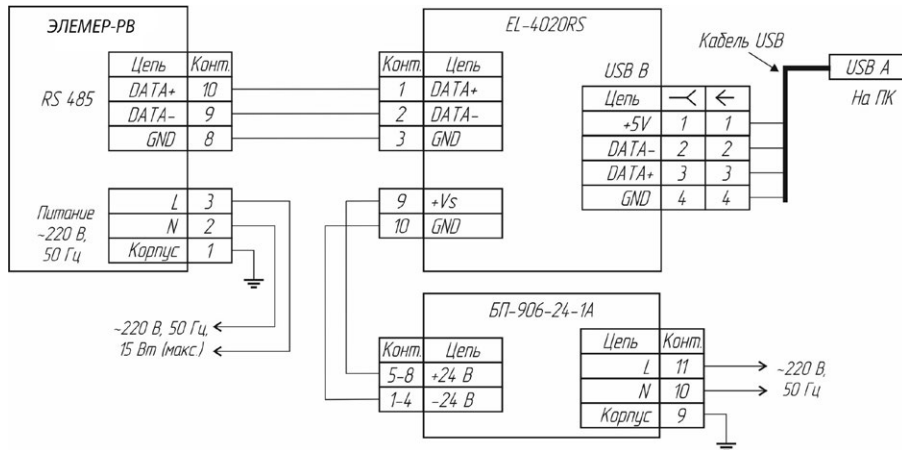 ЭЛЕМЕР-РВ
RS 485
Цепь Конт.
DATA+ 10
DATA- 9
GND 8
Питание
~220 В,
50 Гц
L 3
N 2
Корпус 1
~220 В, 50 Гц,
15 Вт (макс.)
EL-4020RS
Конт. Цепь
1 DATA+
2 DATA-
3 GND
9 +Vs
10 GND
USB B
Цепь
+5V 1 1
DATA- 2 2
DATA+ 3 3
GND 4 4
Кабель USB
USB A
На ПК
БП-906-24-1А
Конт. Цепь
5-8 +24 В
1-4 -24 В
Цепь Конт.
L 11
N 10
Корпус 9
~220 В,
50 Гц